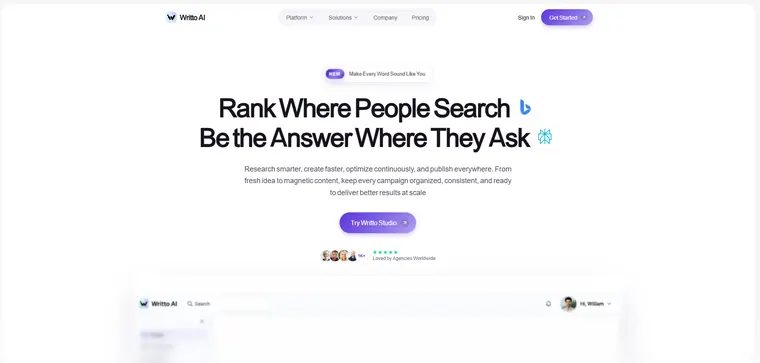 Writto AI
Platform
Solutions
Company
Pricing
Sign In
Get Started
NEW
Make Every Word Sound Like You
Rank Where People Search
Be the Answer Where They Ask
Research smarter, create faster, optimize continuously, and publish everywhere. From
fresh idea to magnetic content, keep every campaign organized, consistent, and ready
to deliver better results at scale
Try Writto Studio
1K+
Loved by Agencies Worldwide
Writto AI
Search
Hi, William